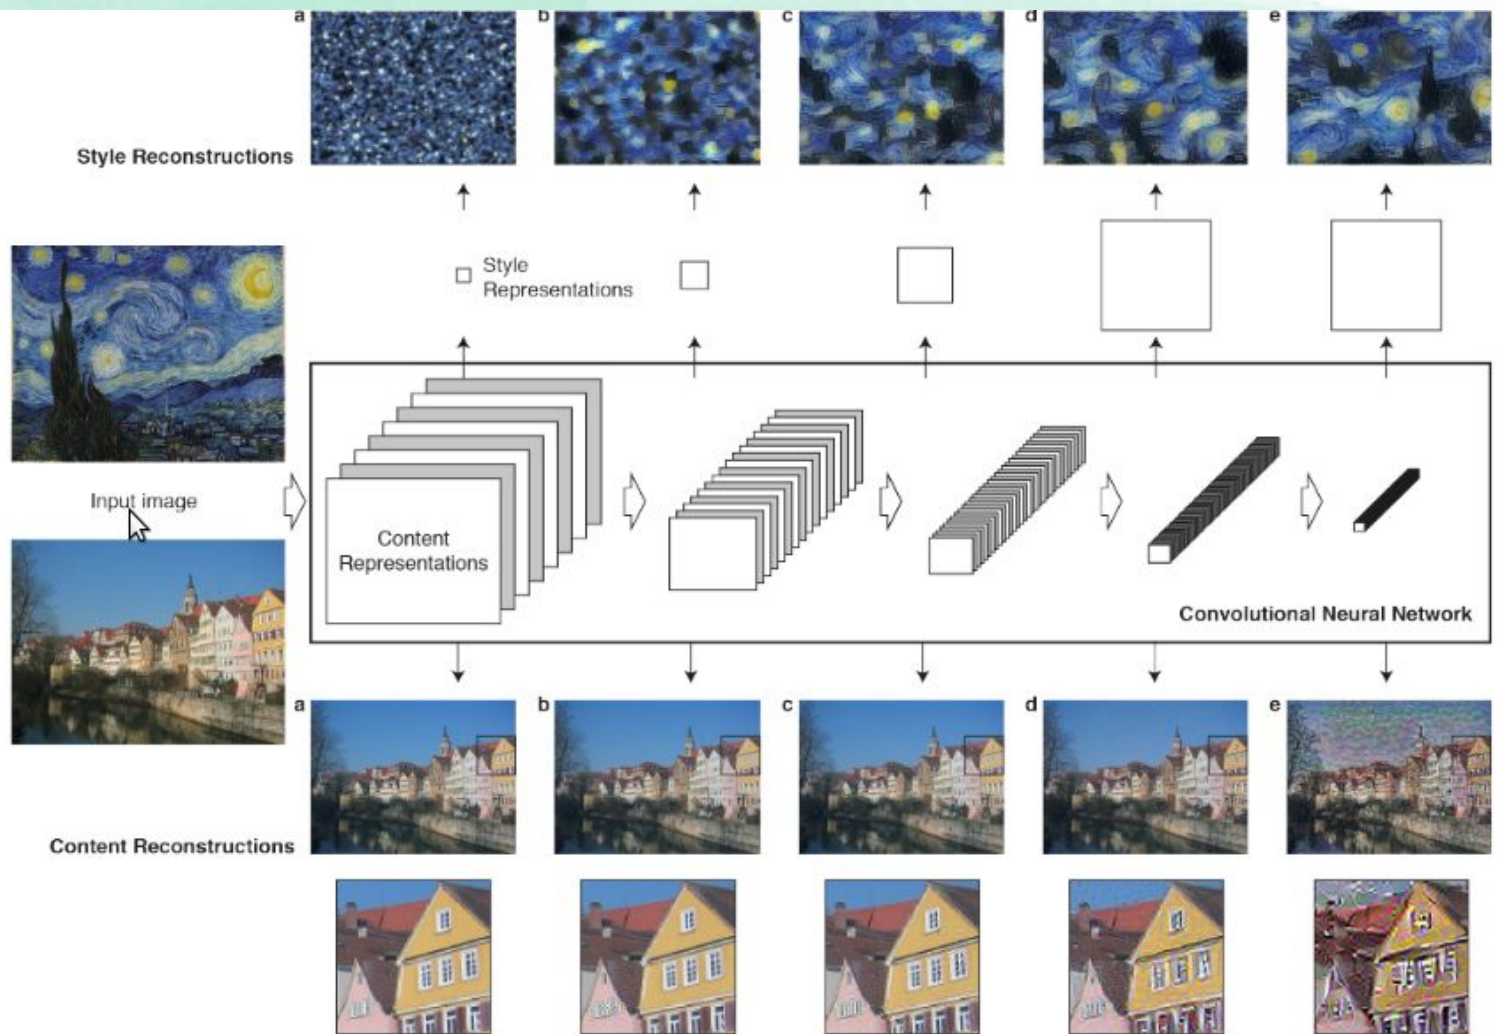 a
b
c
d
e
Style Reconstructions
Style
Representations
Input image
Content
Representations
Convolutional Neural Network
a
b
c
d
e
Content Reconstructions